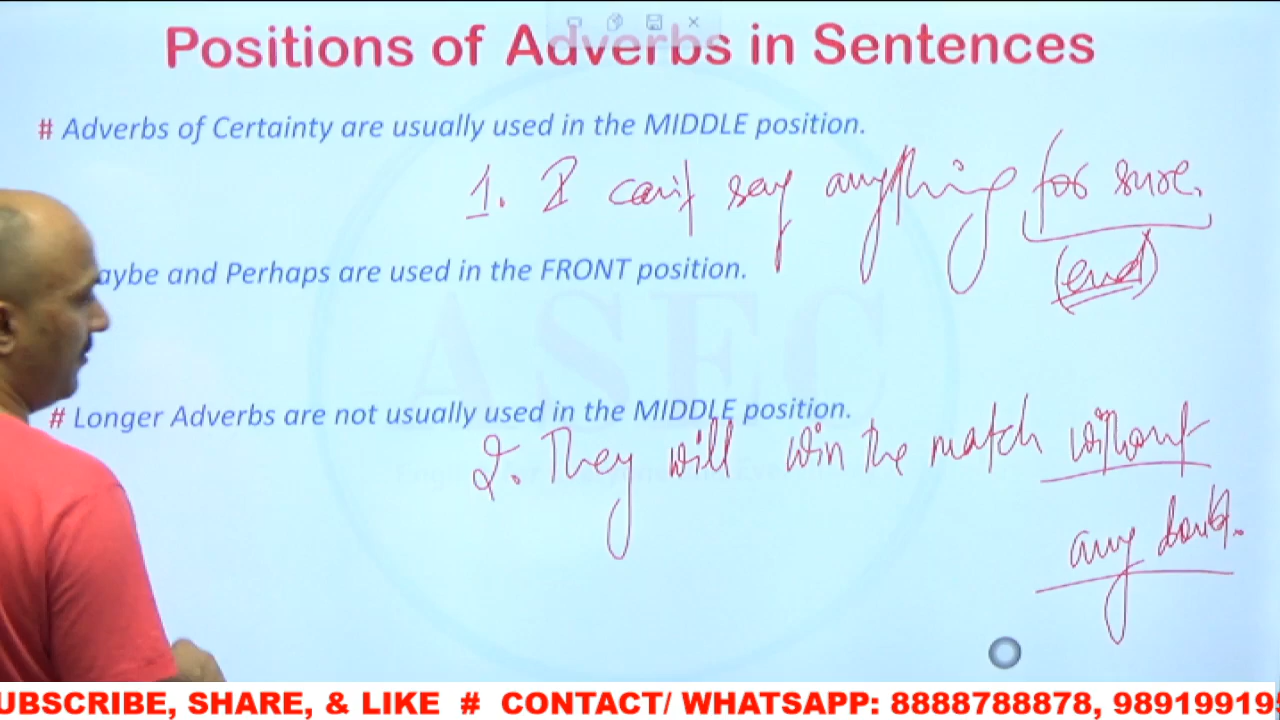 Positions of Adverbs in Sentences
# Adverbs of Certainty are usually used in the MIDDLE position.
1. I can't say anything for sure.
(end)
aybe and Perhaps are used in the FRONT position.
ASEC
# Longer Adverbs are not usually used in the MIDDLE position.
2. They will win the match without
any doubt.
UBSCRIBE, SHARE, & LIKE # CONTACT/ WHATSAPP: 8888788878, 98919919